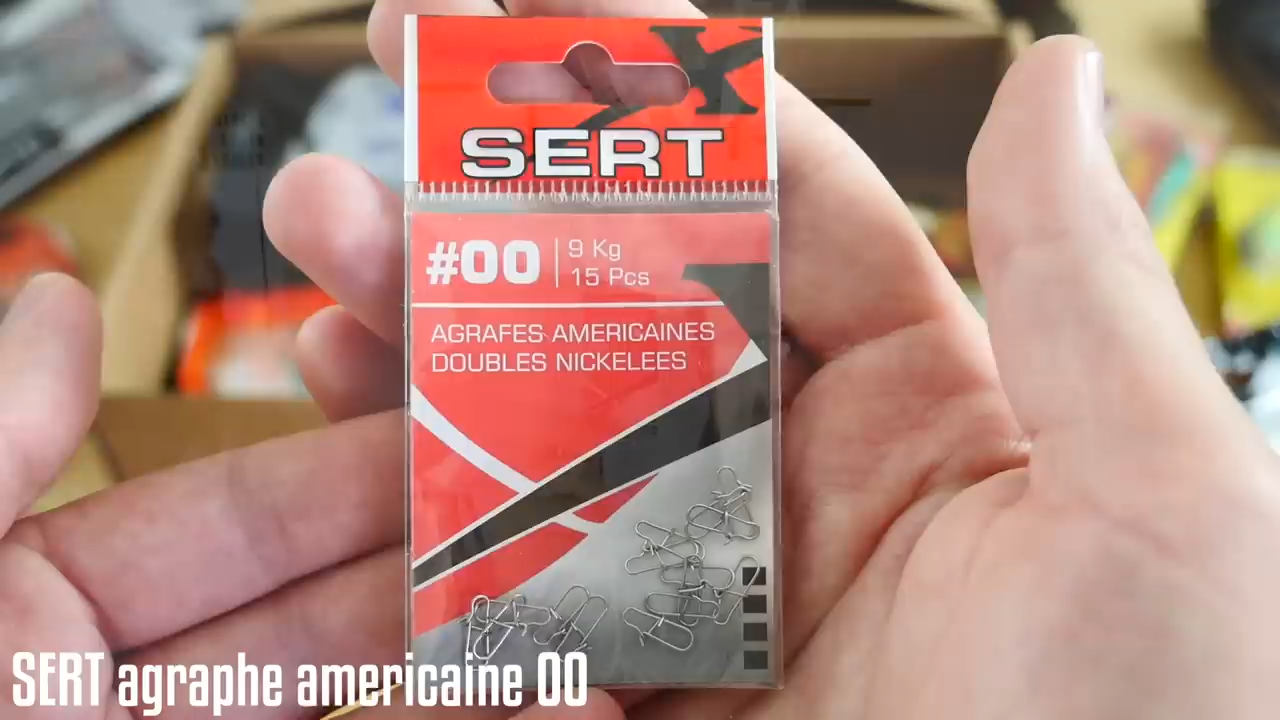 SERT
#00
9 Kg
15 Pcs
AGRAFES AMERICAINES
DOUBLES NICKELEES
SERT agraphe americaine 00